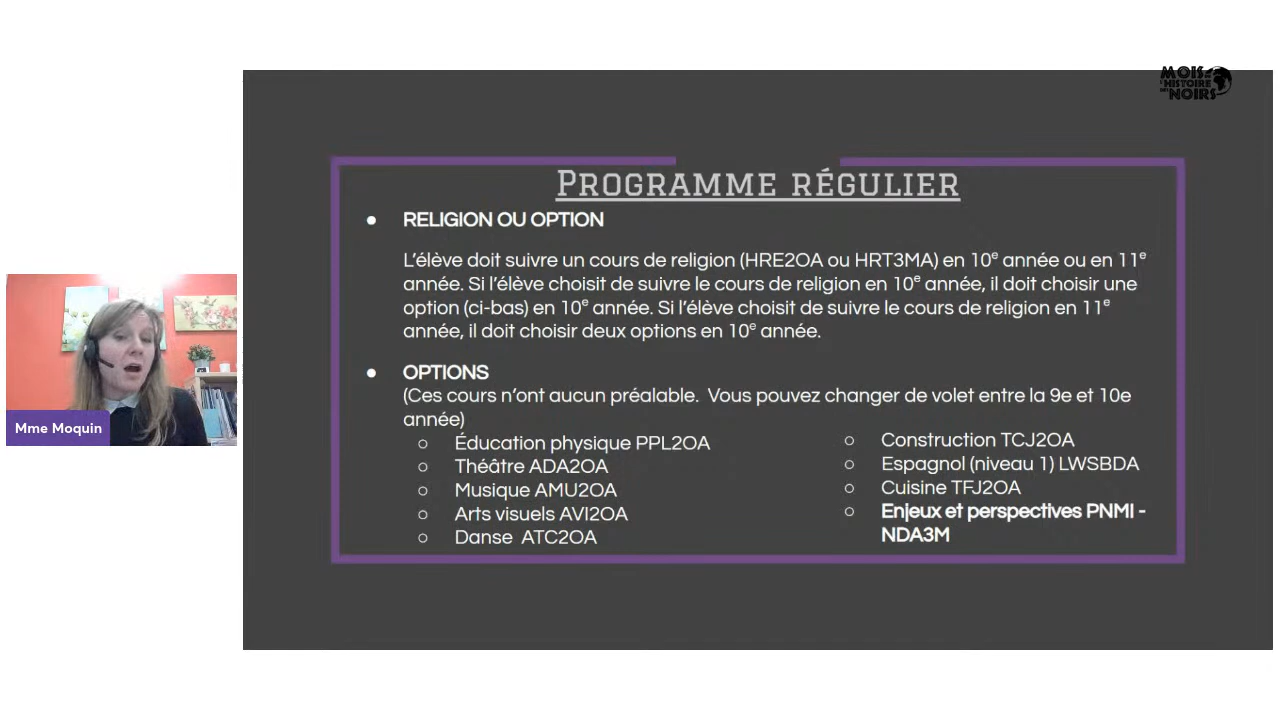 MOIS DE
L'HISTOIRE
DES NOIRS
PROGRAMME RÉGULIER
● RELIGION OU OPTION
L'élève doit suivre un cours de religion (HRE2OA ou HRT3MA) en 10e année ou en 11e
année. Si l'élève choisit de suivre le cours de religion en 10e année, il doit choisir une
option (ci-bas) en 10e année. Si l'élève choisit de suivre le cours de religion en 11e
année, il doit choisir deux options en 10e année.
● OPTIONS
(Ces cours n'ont aucun préalable. Vous pouvez changer de volet entre la 9e et 10e
année)
○ Éducation physique PPL2OA
○ Théâtre ADA2OA
○ Musique AMU2OA
○ Arts visuels AVI2OA
○ Danse ATC2OA
○ Construction TCJ2OA
○ Espagnol (niveau 1) LWSBDA
○ Cuisine TFJ2OA
○ Enjeux et perspectives PNMI -
NDA3M
Mme Moquin